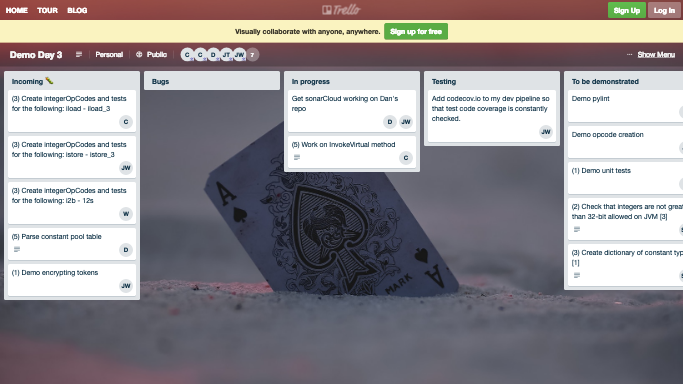 HOME TOUR BLOG
Trello
Sign Up Log In
Visually collaborate with anyone, anywhere. Sign up for free
Demo Day 3
Personal
Public
C C D JT JW 7
... Show Menu
Incoming
(3) Create integerOpCodes and tests
for the following: iload - iload_3
C
(3) Create integerOpCodes and tests
for the following: istore - istore_3
JW
(3) Create integerOpCodes and tests
for the following: i2b - 12s
W
(5) Parse constant pool table
D
(1) Demo encrypting tokens
JW
Bugs
In progress
Get sonarCloud working on Dan's
repo
D JW
(5) Work on InvokeVirtual method
C
Testing
Add codecov.io to my dev pipeline so
that test code coverage is constantly
checked.
JW
To be demonstrated
Demo pylint
Demo opcode creation
(1) Demo unit tests
(2) Check that integers are not great
than 32-bit allowed on JVM [3]
(3) Create dictionary of constant typ
[1]
A
MARK
A